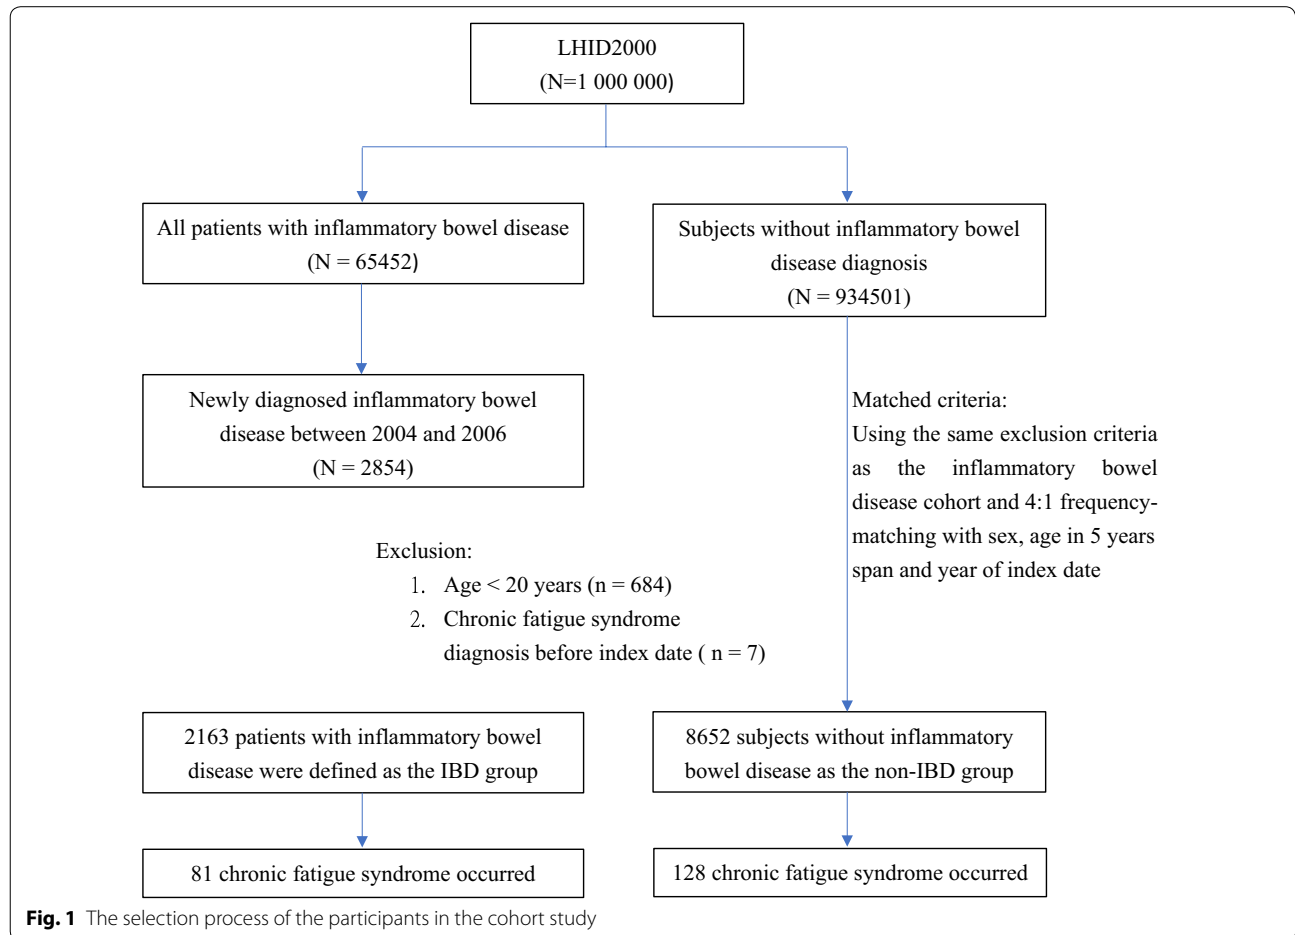 LHID2000
(N=1 000 000)
All patients with inflammatory bowel disease
(N = 65452)
Subjects without inflammatory bowel
disease diagnosis
(N = 934501)
Newly diagnosed inflammatory bowel
disease between 2004 and 2006
(N = 2854)
Matched criteria:
Using the same exclusion criteria
as the inflammatory bowel
disease cohort and 4:1 frequency-
matching with sex, age in 5 years
span and year of index date
Exclusion:
1. Age < 20 years (n = 684)
2. Chronic fatigue syndrome
diagnosis before index date ( n = 7)
2163 patients with inflammatory bowel
disease were defined as the IBD group
8652 subjects without inflammatory
bowel disease as the non-IBD group
81 chronic fatigue syndrome occurred
128 chronic fatigue syndrome occurred
Fig. 1 The selection process of the participants in the cohort study